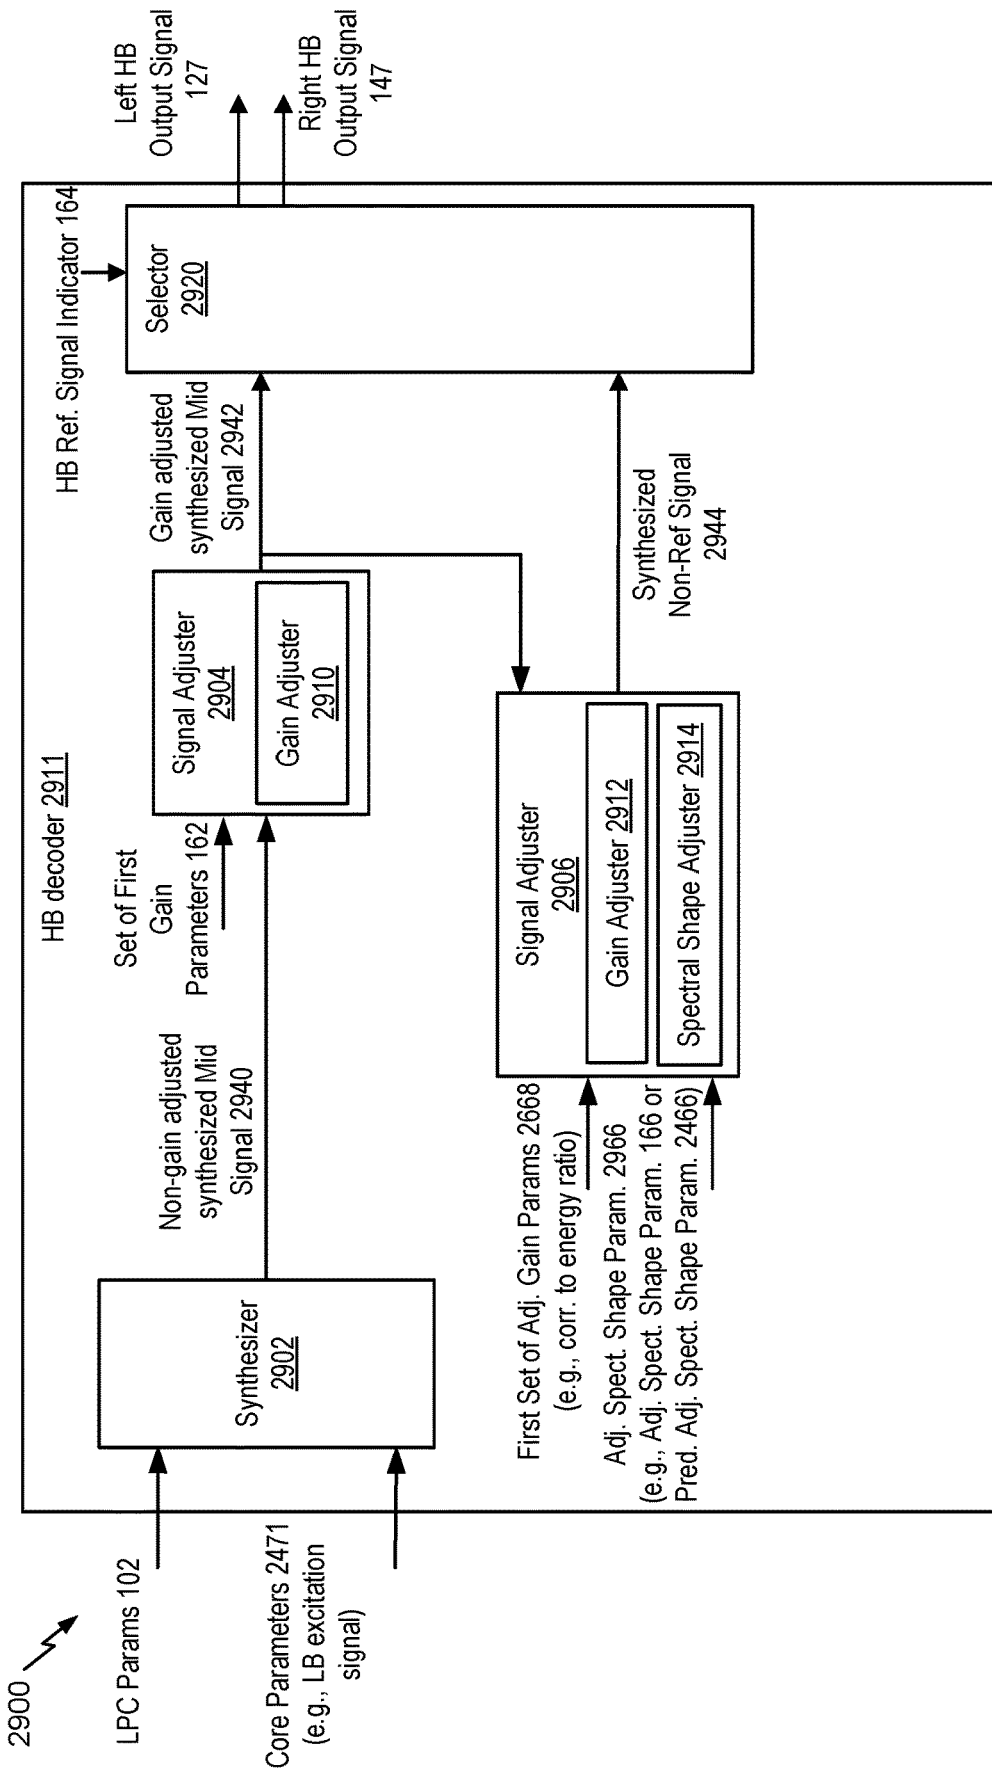 2900
LPC Params 102
Core Parameters 2471
(e.g., LB excitation
signal)
HB decoder 2911
Synthesizer
2902
Non-gain adjusted
synthesized Mid
Signal 2940
Set of First
Gain
Parameters 162
Signal Adjuster
2904
Gain Adjuster
2910
Gain adjusted
synthesized Mid
Signal 2942
HB Ref. Signal Indicator 164
Selector
2920
Left HB
Output Signal
127
Right HB
Output Signal
147
First Set of Adj. Gain Params 2668
(e.g., corr. to energy ratio)
Adj. Spect. Shape Param. 2966
(e.g., Adj. Spect. Shape Param. 166 or
Pred. Adj. Spect. Shape Param. 2466)
Signal Adjuster
2906
Gain Adjuster 2912
Spectral Shape Adjuster 2914
Synthesized
Non-Ref Signal
2944